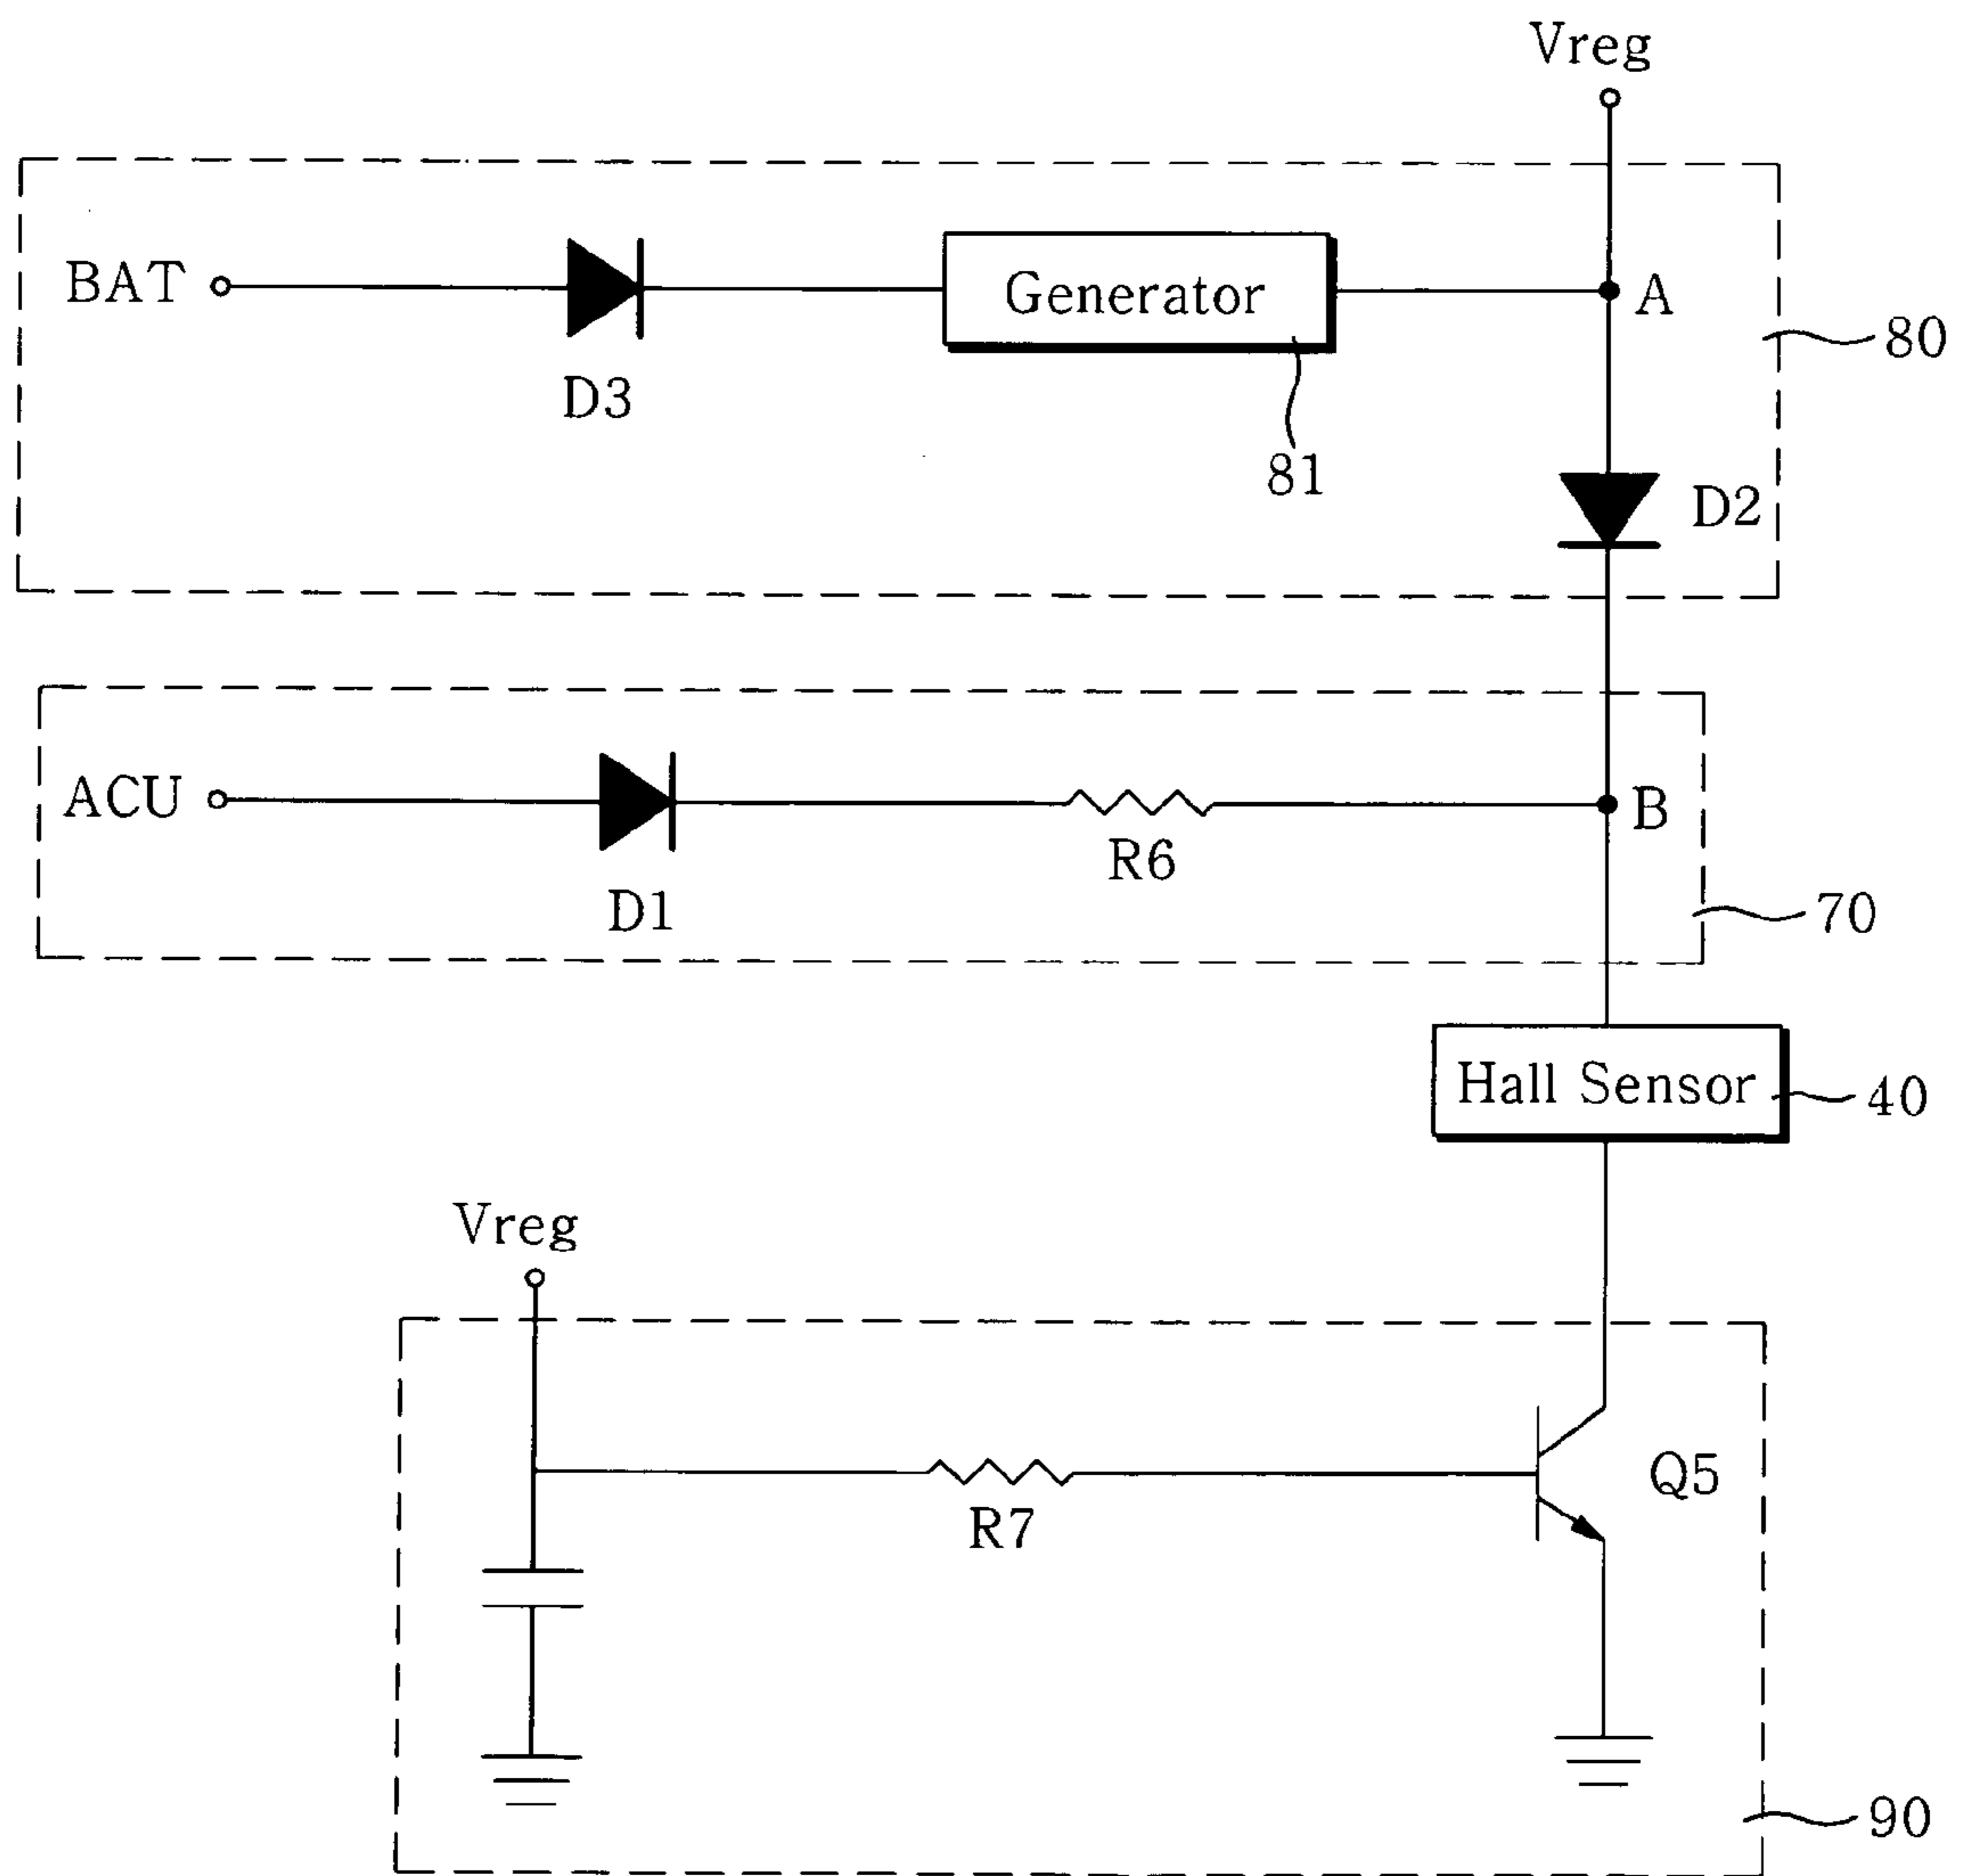 Vreg
BAT
Generator
A
80
D3
81
D2
ACU
B
R6
D1
70
Hall Sensor
40
Vreg
Q5
R7
90